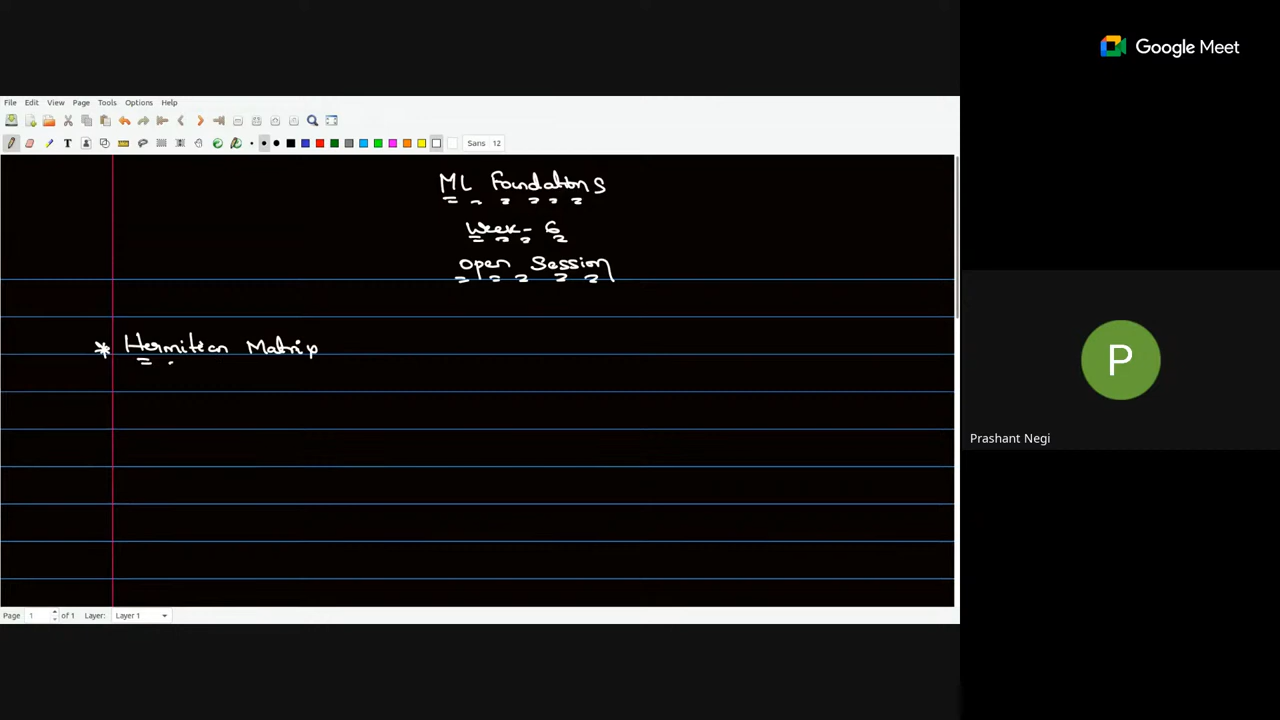 Google Meet
File Edit View Page Tools Options Help
T Sans 12
ML Foundations
Week - 6
Open Session
* Hermitian Matrix
P
Prashant Negi
Page 1 of 1 Layer: Layer 1